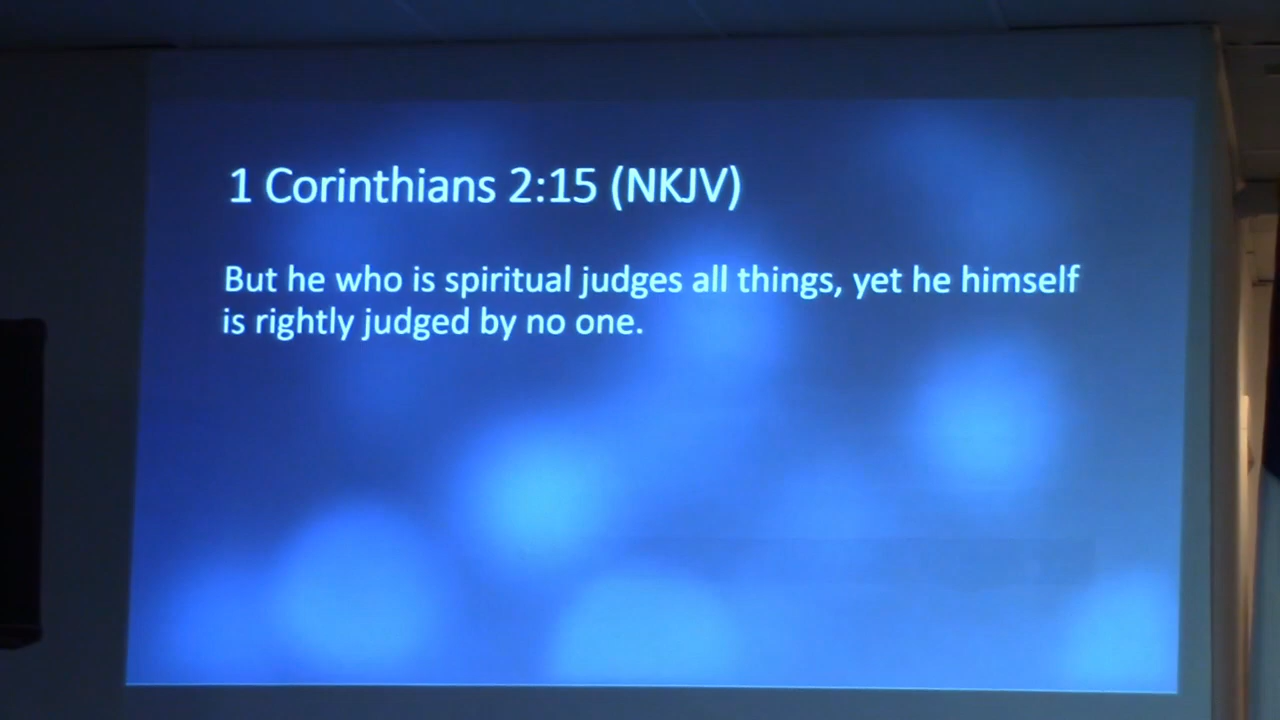 1 Corinthians 2:15 (NKJV)
But he who is spiritual judges all things, yet he himself
is rightly judged by no one.